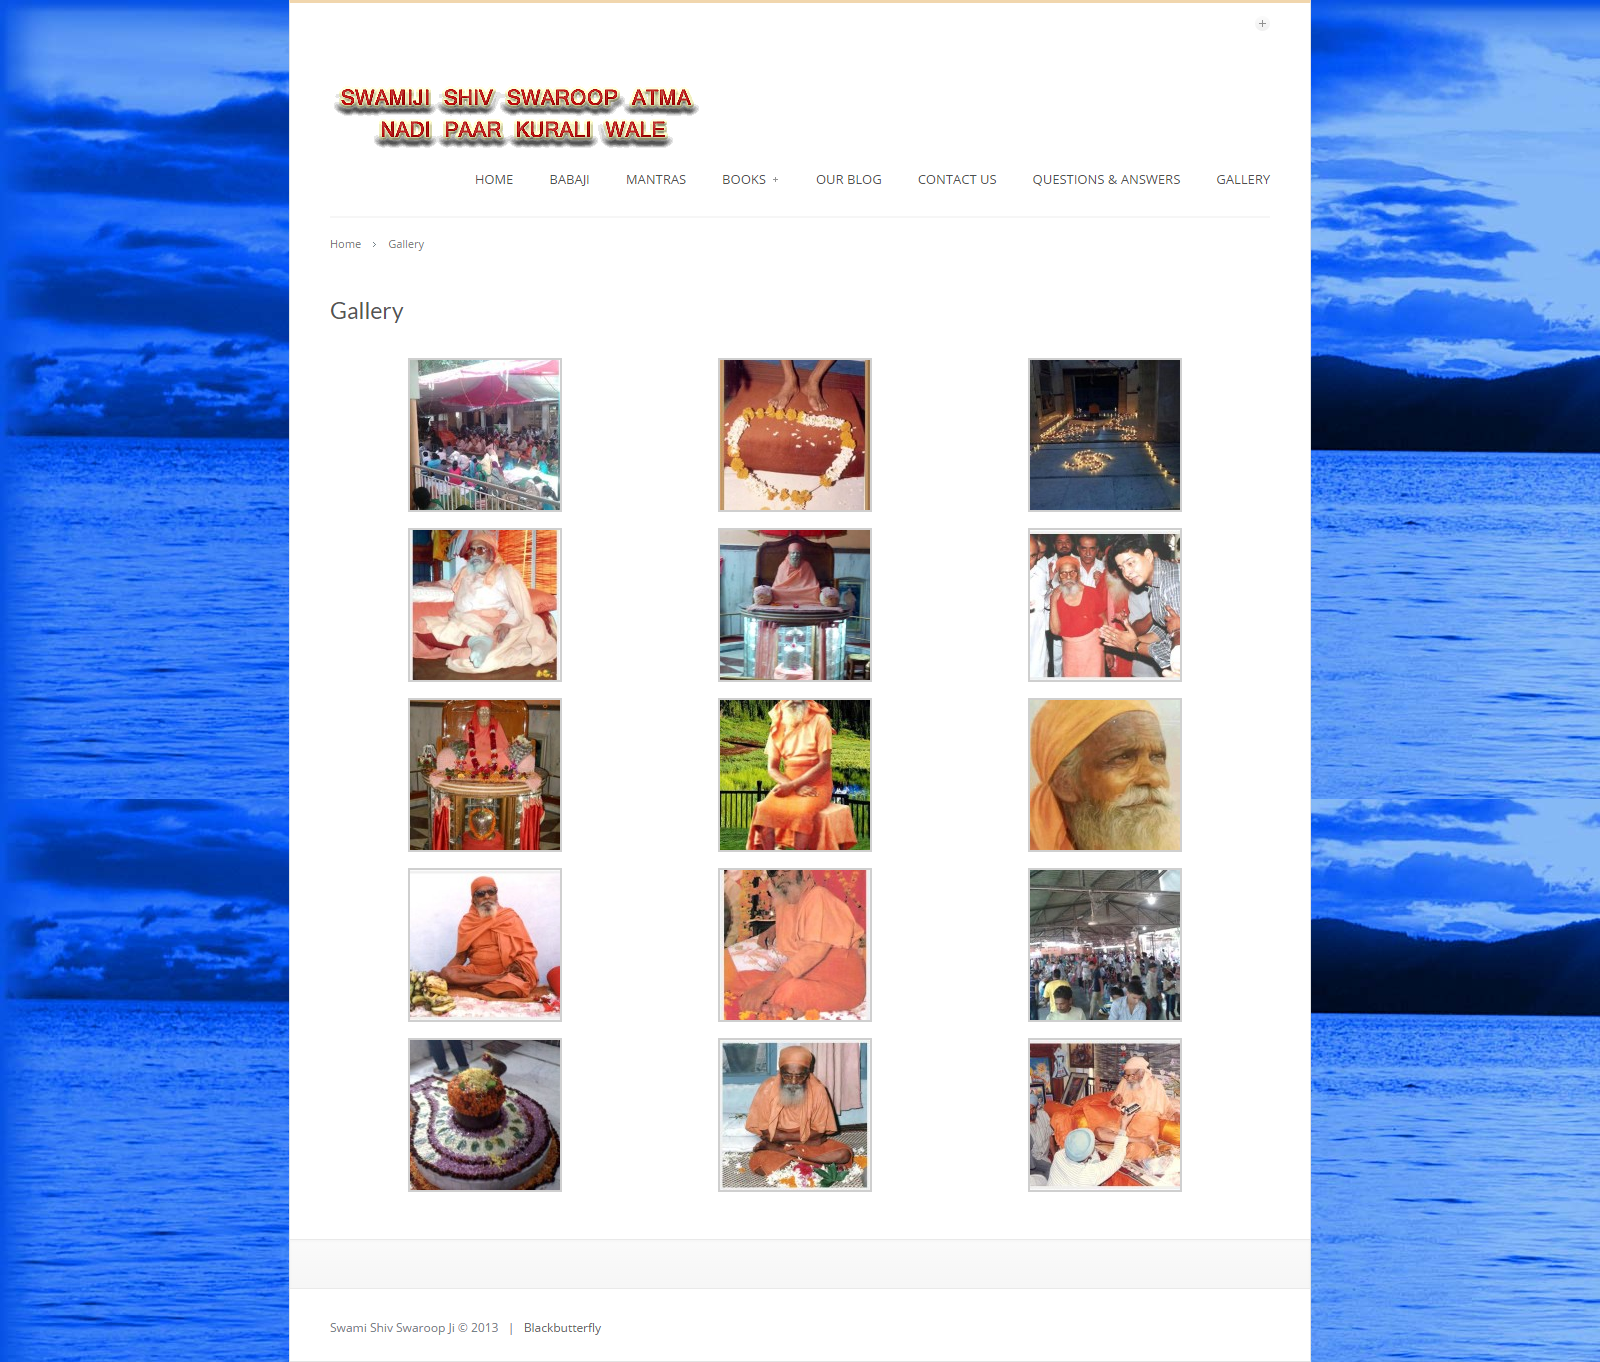 SWAMIJI SHIV SWAROOP ATMA
NADI PAAR KURALI WALE
HOME BABAJI MANTRAS BOOKS + OUR BLOG CONTACT US QUESTIONS & ANSWERS GALLERY
Home › Gallery
Gallery
Swami Shiv Swaroop Ji © 2013 | Blackbutterfly